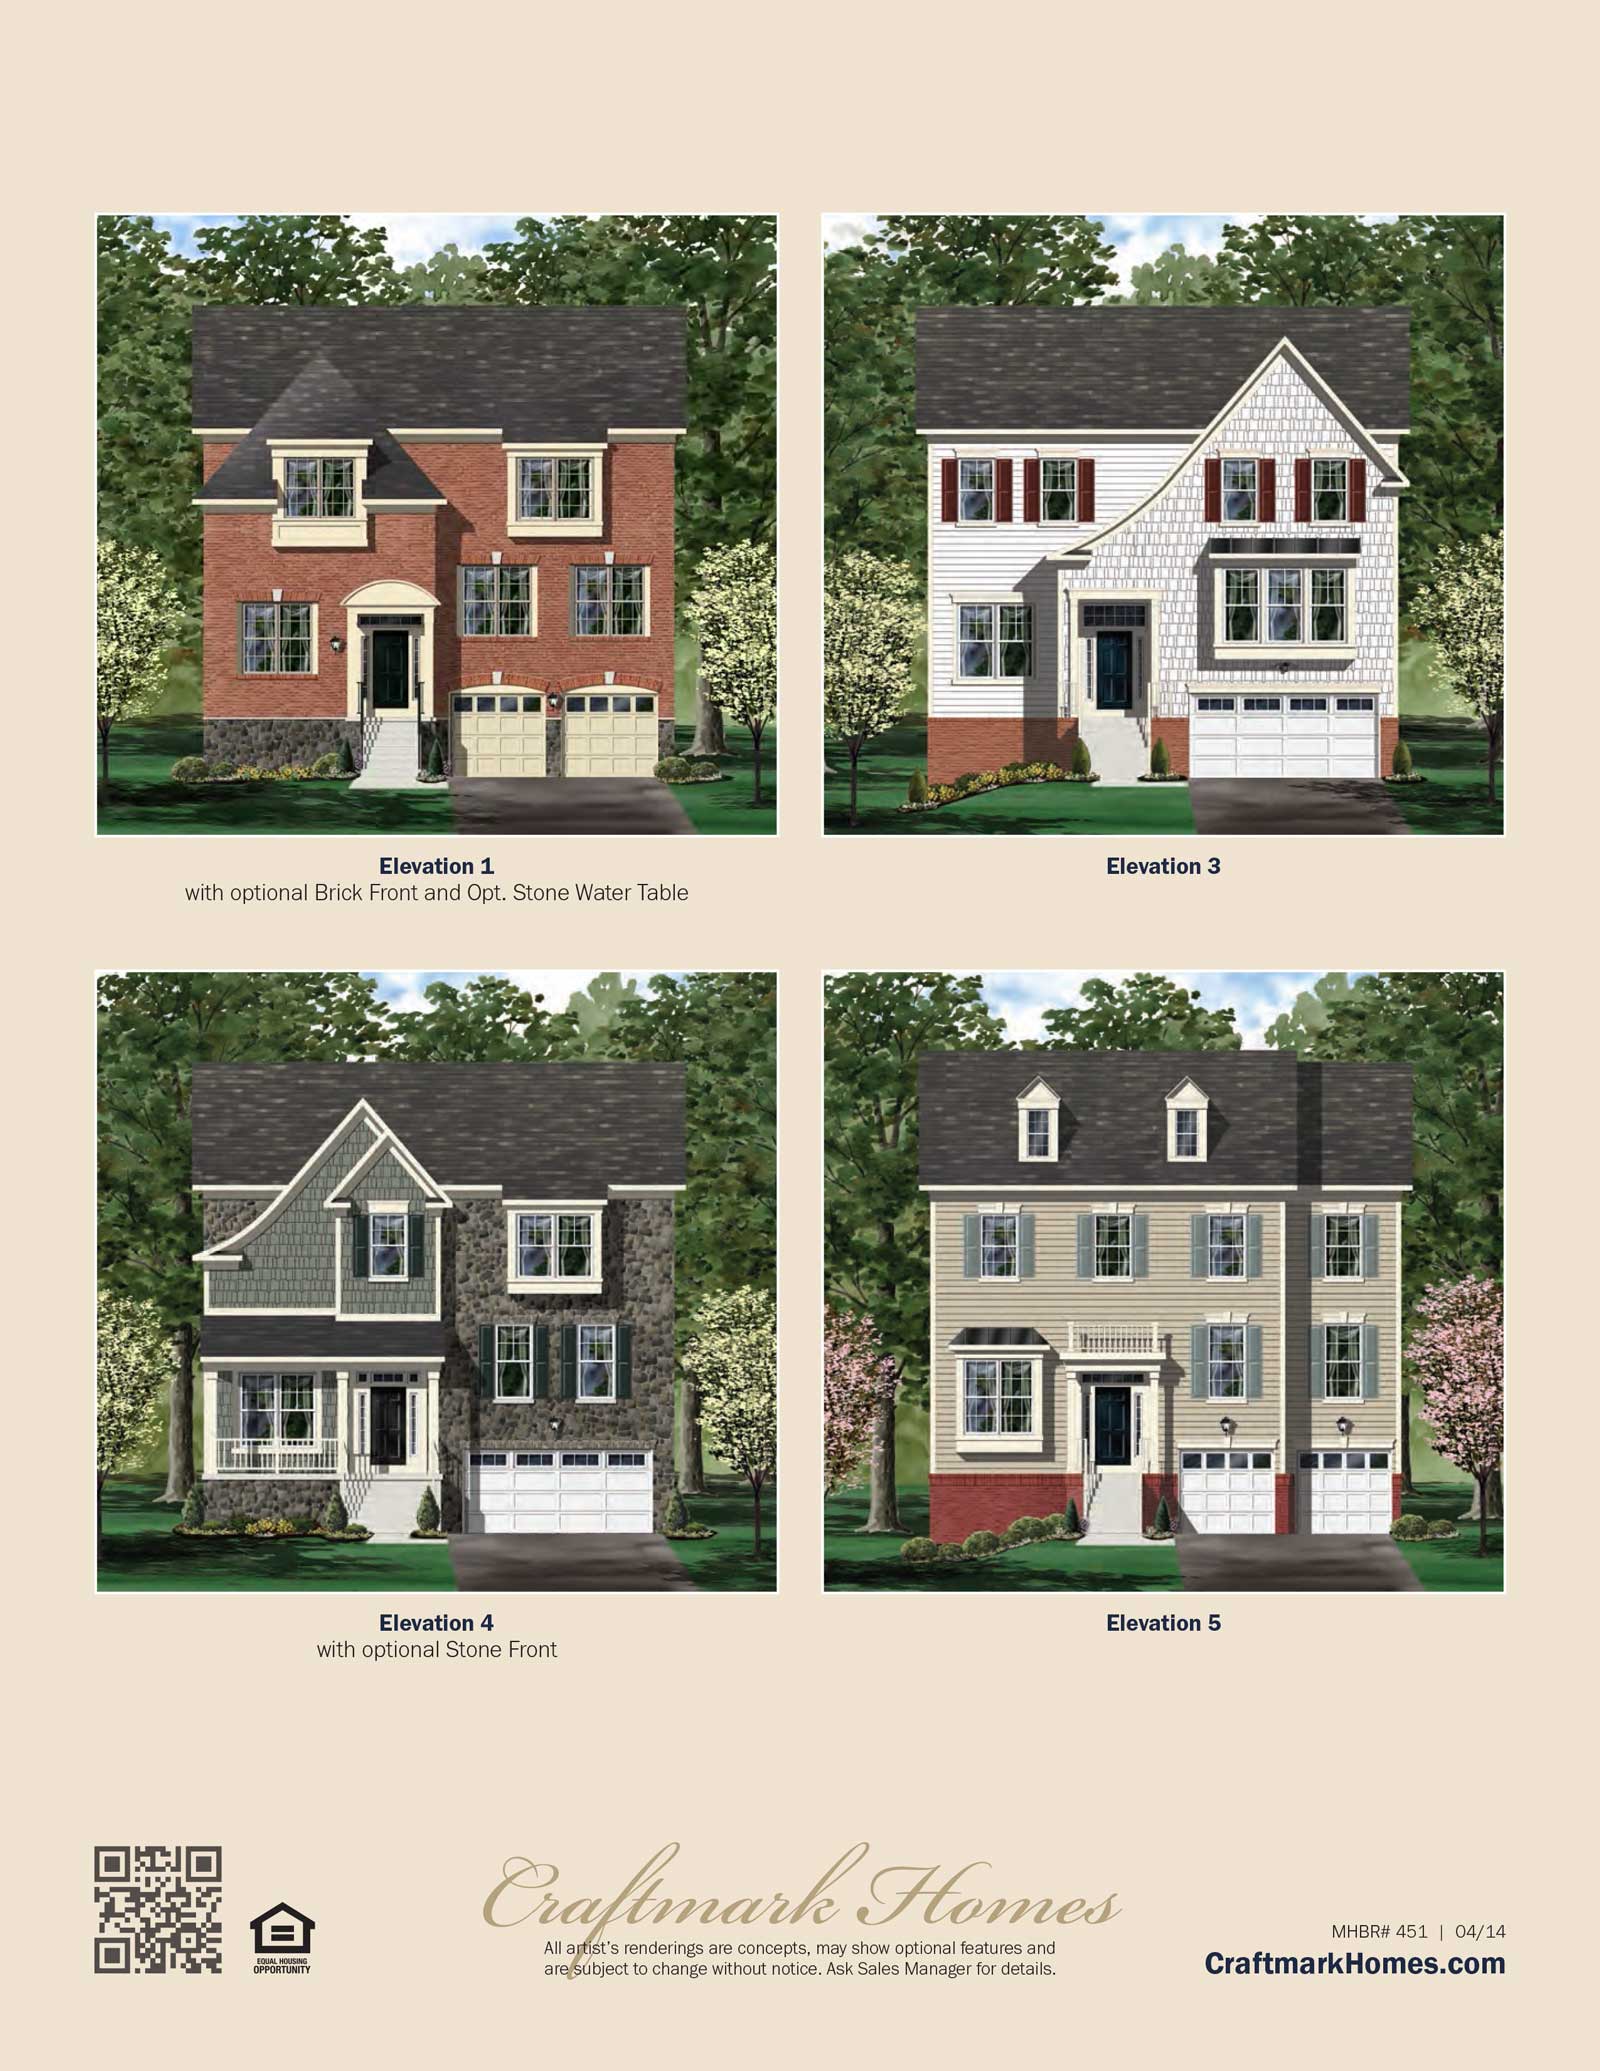 Elevation 1
with optional Brick Front and Opt. Stone Water Table
Elevation 3
Elevation 4
with optional Stone Front
Elevation 5
EQUAL HOUSING
OPPORTUNITY
Craftmark Homes
All artist’s renderings are concepts, may show optional features and
are subject to change without notice. Ask Sales Manager for details.
MHBR# 451 | 04/14
CraftmarkHomes.com